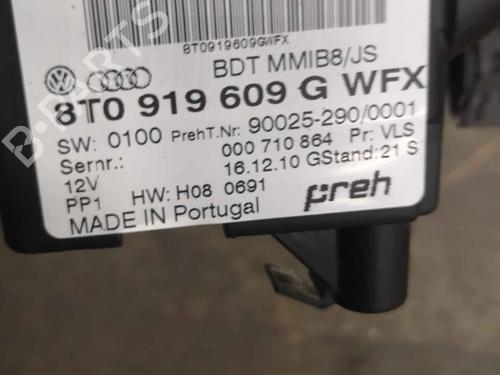 8T0919609GWFX
BDT MMIB8/JS
8T0 919 609 G WFX
SW: 0100 PrehT.Nr: 90025-290/0001
Sernr.: 000 710 864 Pr: VLS
12V 16.12.10 GStand: 21 S
PP1 HW: H08 0691
preh
MADE IN Portugal